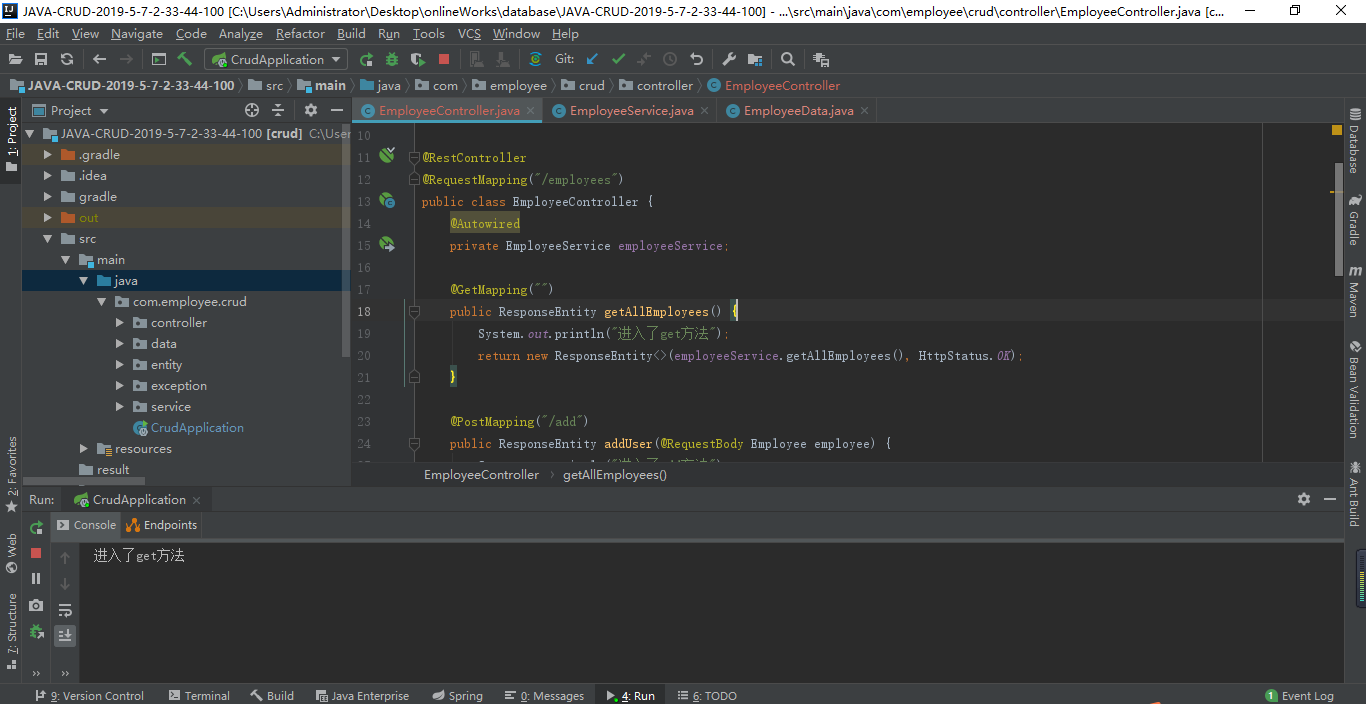 JAVA-CRUD-2019-5-7-2-33-44-100 [C:\Users\Administrator\Desktop\onlineWorks\database\JAVA-CRUD-2019-5-7-2-33-44-100] - ...\src\main\java\com\employee\crud\controller\EmployeeController.java [c...
File Edit View Navigate Code Analyze Refactor Build Run Tools VCS Window Help
CrudApplication Git:
JAVA-CRUD-2019-5-7-2-33-44-100 src main java com employee crud controller EmployeeController
1: Project
2: Favorites
Web
7: Structure
Project
JAVA-CRUD-2019-5-7-2-33-44-100 [crud] C:\User
.gradle
.idea
gradle
out
src
main
java
com.employee.crud
controller
data
entity
exception
service
CrudApplication
resources
result
EmployeeController.java EmployeeService.java EmployeeData.java
10
11 @RestController
12 @RequestMapping("/employees")
13 public class EmployeeController {
14 @Autowired
15 private EmployeeService employeeService;
16
17 @GetMapping("")
18 public ResponseEntity getAllEmployees() {
19 System.out.println("进入了get方法");
20 return new ResponseEntity<>(employeeService.getAllEmployees(), HttpStatus.OK);
21 }
22
23 @PostMapping("/add")
24 public ResponseEntity addUser(@RequestBody Employee employee) {
EmployeeController getAllEmployees()
Database
Gradle
Maven
Bean Validation
Ant Build
Run: CrudApplication
Console Endpoints
进入了get方法
9: Version Control Terminal Build Java Enterprise Spring 0: Messages 4: Run 6: TODO 1 Event Log